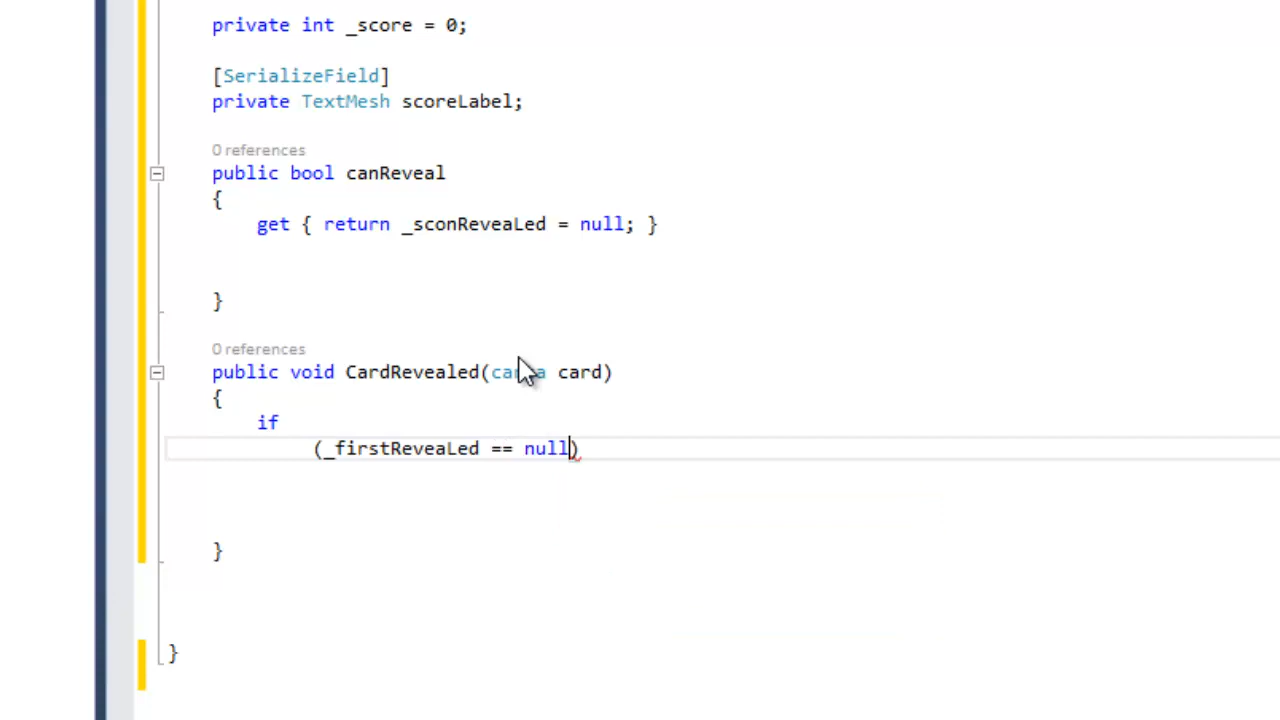 private int _score = 0;
[SerializeField]
private TextMesh scoreLabel;
0 references
public bool canReveal
{
get { return _sconReveaLed = null; }
}
0 references
public void CardRevealed( card)
{
if
(_firstReveaLed == null)
}
}